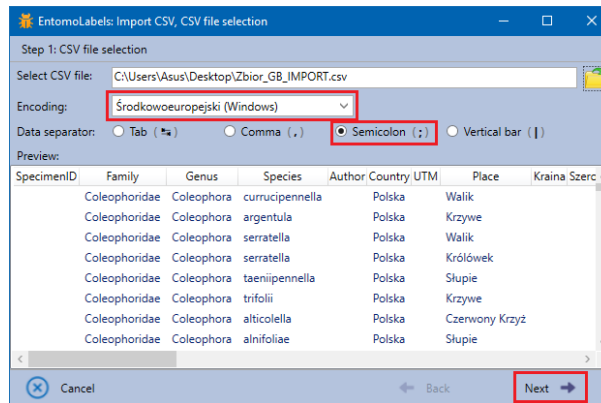 EntomoLabels: Import CSV, CSV file selection
Step 1: CSV file selection
Select CSV file: C:\Users\Asus\Desktop\Zbior_GB_IMPORT.csv
Encoding: Środkowoeuropejski (Windows)
Data separator: Tab (↹) Comma (,) Semicolon (;) Vertical bar (|)
Preview:
SpecimenID Family Genus Species Author Country UTM Place Kraina Szerc
Coleophoridae Coleophora currucipennella Polska Walik
Coleophoridae Coleophora argentula Polska Krzywe
Coleophoridae Coleophora serratella Polska Walik
Coleophoridae Coleophora serratella Polska Królówek
Coleophoridae Coleophora taeniipennella Polska Słupie
Coleophoridae Coleophora trifolii Polska Krzywe
Coleophoridae Coleophora alticolella Polska Czerwony Krzyż
Coleophoridae Coleophora alnifoliae Polska Słupie
Cancel Back Next